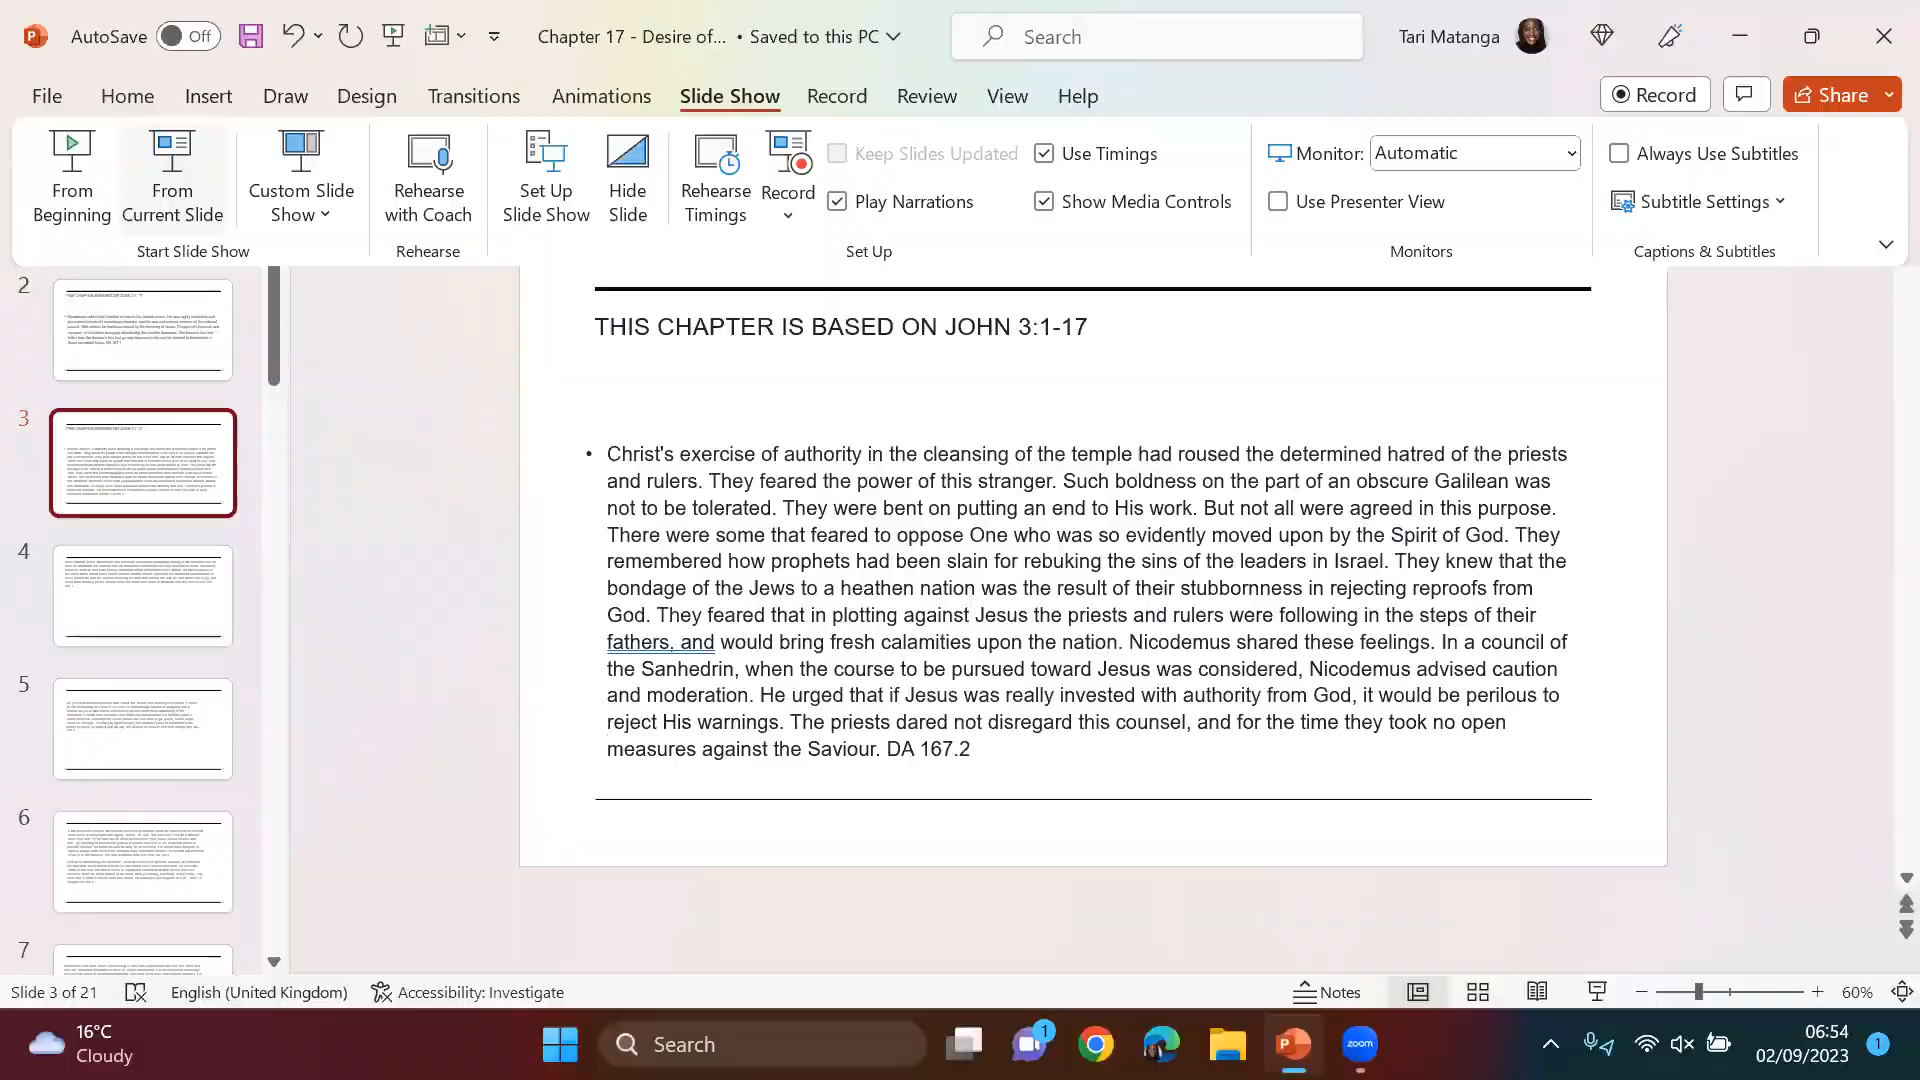 AutoSave Off Chapter 17 - Desire of... • Saved to this PC Search Tari Matanga
File Home Insert Draw Design Transitions Animations Slide Show Record Review View Help Record Share
From Beginning
From Current Slide
Custom Slide Show
Rehearse with Coach
Set Up Slide Show
Hide Slide
Rehearse Timings
Record
Keep Slides Updated
Use Timings
Play Narrations
Show Media Controls
Monitor: Automatic
Use Presenter View
Always Use Subtitles
Subtitle Settings
Start Slide Show Rehearse Set Up Monitors Captions & Subtitles
2
3
4
5
6
7
THIS CHAPTER IS BASED ON JOHN 3:1-17
• Christ's exercise of authority in the cleansing of the temple had roused the determined hatred of the priests
and rulers. They feared the power of this stranger. Such boldness on the part of an obscure Galilean was
not to be tolerated. They were bent on putting an end to His work. But not all were agreed in this purpose.
There were some that feared to oppose One who was so evidently moved upon by the Spirit of God. They
remembered how prophets had been slain for rebuking the sins of the leaders in Israel. They knew that the
bondage of the Jews to a heathen nation was the result of their stubbornness in rejecting reproofs from
God. They feared that in plotting against Jesus the priests and rulers were following in the steps of their
fathers, and would bring fresh calamities upon the nation. Nicodemus shared these feelings. In a council of
the Sanhedrin, when the course to be pursued toward Jesus was considered, Nicodemus advised caution
and moderation. He urged that if Jesus was really invested with authority from God, it would be perilous to
reject His warnings. The priests dared not disregard this counsel, and for the time they took no open
measures against the Saviour. DA 167.2
Slide 3 of 21 English (United Kingdom) Accessibility: Investigate Notes 60%
16°C
Cloudy
Search
1
zoom
06:54
02/09/2023
1